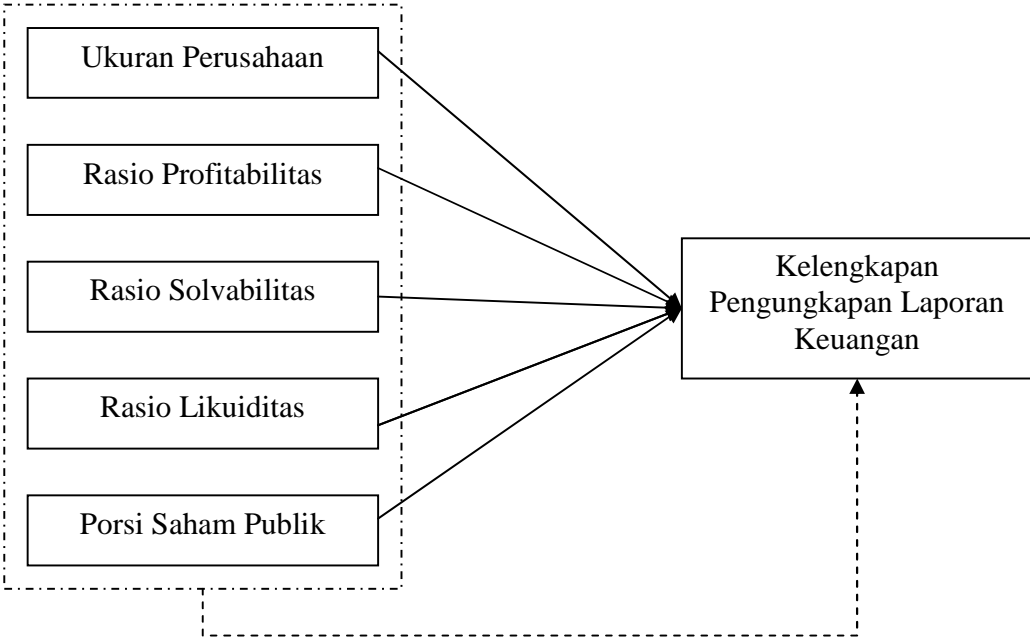 Ukuran Perusahaan
Rasio Profitabilitas
Rasio Solvabilitas
Rasio Likuiditas
Porsi Saham Publik
Kelengkapan
Pengungkapan Laporan
Keuangan